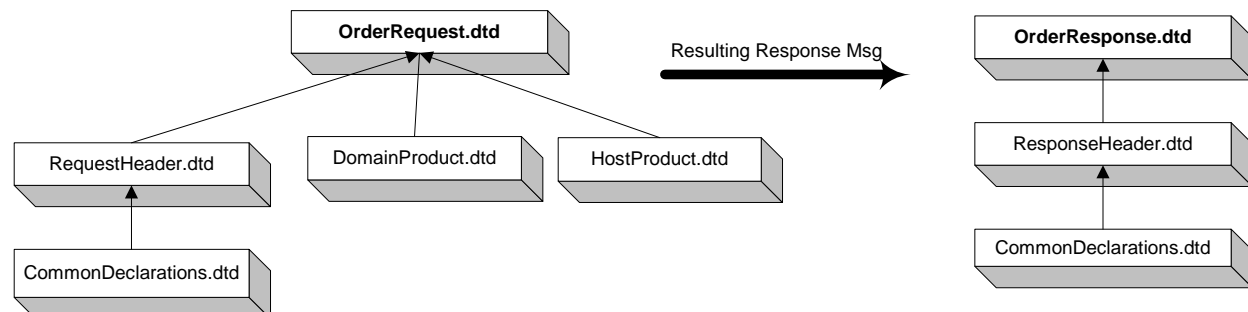 OrderRequest.dtd
Resulting Response Msg
OrderResponse.dtd
RequestHeader.dtd
DomainProduct.dtd
HostProduct.dtd
ResponseHeader.dtd
CommonDeclarations.dtd
CommonDeclarations.dtd